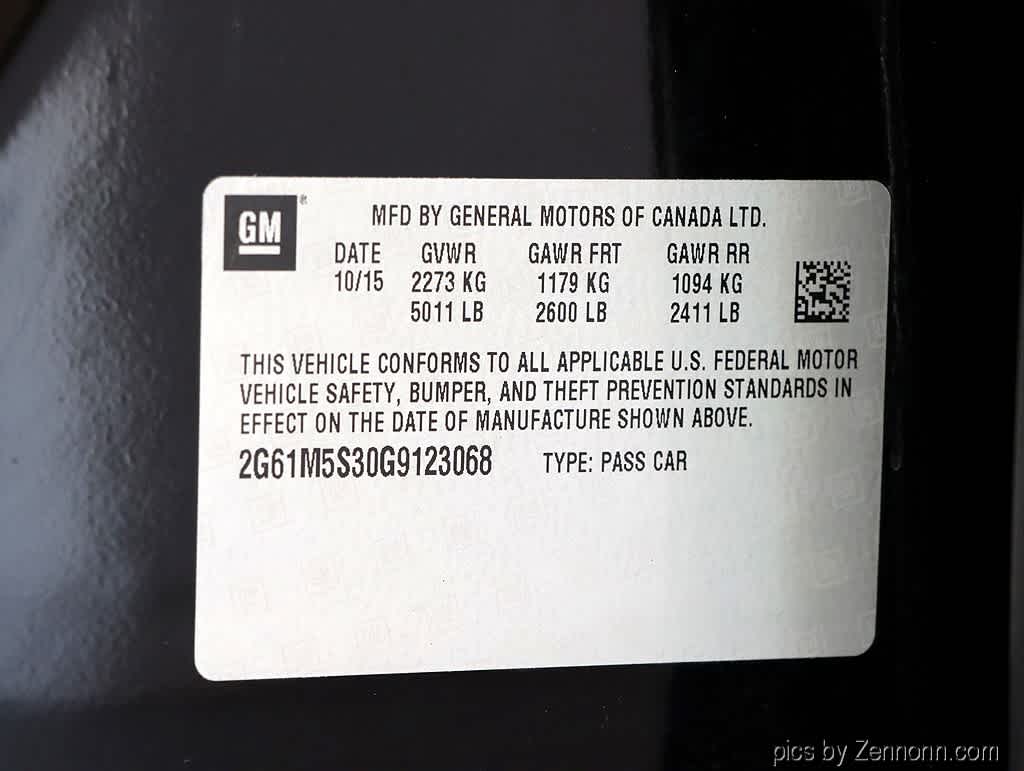 GM®
MFD BY GENERAL MOTORS OF CANADA LTD.
DATE GVWR GAWR FRT GAWR RR
10/15 2273 KG 1179 KG 1094 KG
5011 LB 2600 LB 2411 LB
THIS VEHICLE CONFORMS TO ALL APPLICABLE U.S. FEDERAL MOTOR
VEHICLE SAFETY, BUMPER, AND THEFT PREVENTION STANDARDS IN
EFFECT ON THE DATE OF MANUFACTURE SHOWN ABOVE.
2G61M5S30G9123068 TYPE: PASS CAR
pics by Zennonn.com